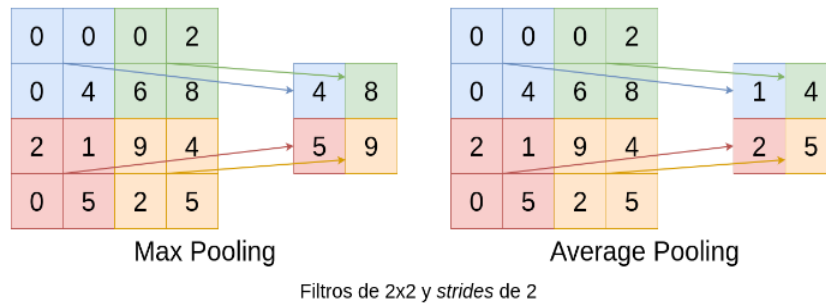 0 0 0 2
0 4 6 8
2 1 9 4
0 5 2 5
4 8
5 9
Max Pooling
0 0 0 2
0 4 6 8
2 1 9 4
0 5 2 5
1 4
2 5
Average Pooling
Filtros de 2x2 y strides de 2